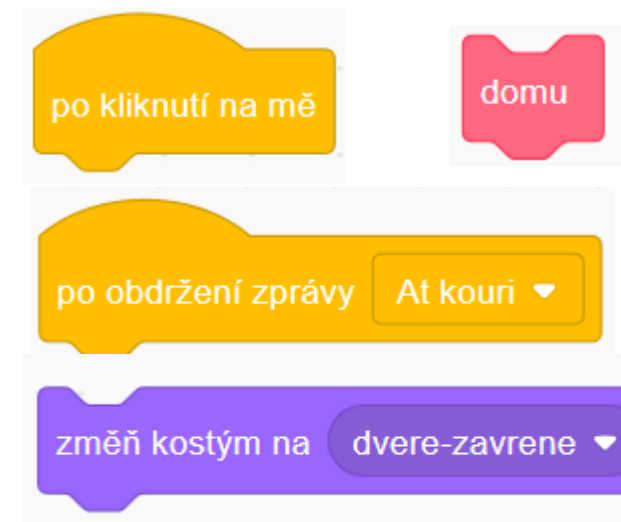 po kliknutí na mě
domu
po obdržení zprávy At kouri
změň kostým na dvere-zavrene